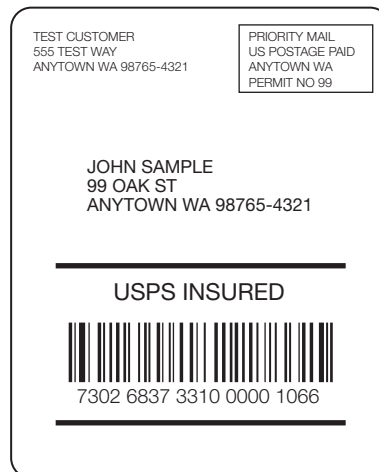 TEST CUSTOMER
555 TEST WAY
ANYTOWN WA 98765-4321
PRIORITY MAIL
US POSTAGE PAID
ANYTOWN WA
PERMIT NO 99
JOHN SAMPLE
99 OAK ST
ANYTOWN WA 98765-4321
USPS INSURED
7302 6837 3310 0000 1066